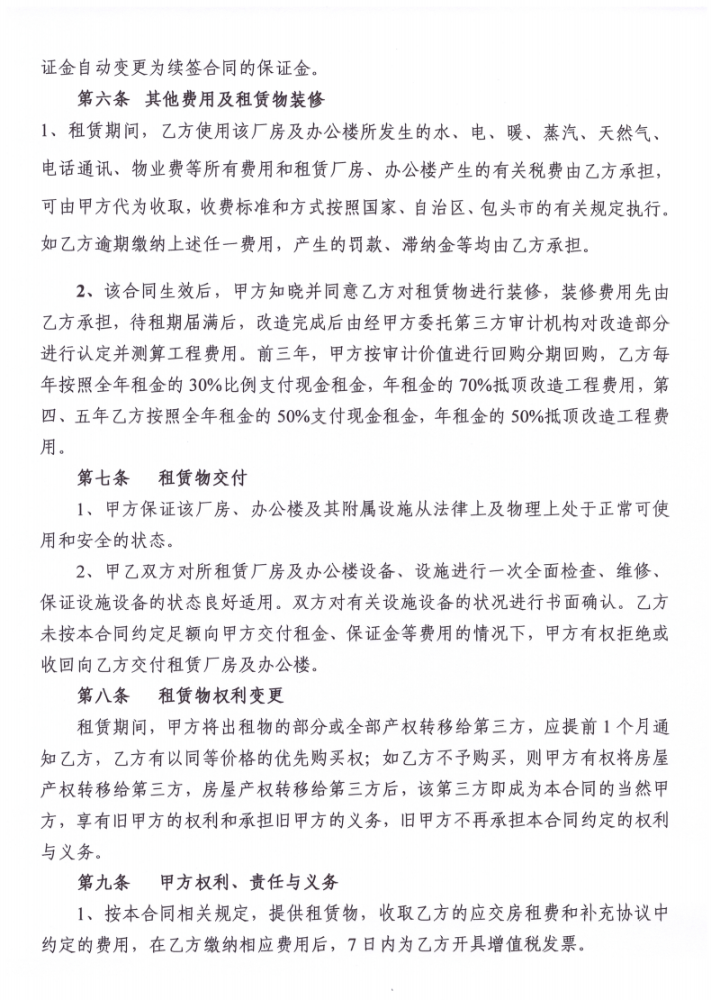 证金自动变更为续签合同的保证金。
第六条 其他费用及租赁物装修
1、租赁期间，乙方使用该厂房及办公楼所发生的水、电、暖、蒸汽、天然气、
电话通讯、物业费等所有费用和租赁厂房、办公楼产生的有关税费由乙方承担，
可由甲方代为收取，收费标准和方式按照国家、自治区、包头市的有关规定执行。
如乙方逾期缴纳上述任一费用，产生的罚款、滞纳金等均由乙方承担。
2、该合同生效后，甲方知晓并同意乙方对租赁物进行装修，装修费用先由
乙方承担，待租期届满后，改造完成后由经甲方委托第三方审计机构对改造部分
进行认定并测算工程费用。前三年，甲方按审计价值进行回购分期回购，乙方每
年按照全年租金的 30%比例支付现金租金，年租金的 70%抵顶改造工程费用，第
四、五年乙方按照全年租金的 50%支付现金租金，年租金的 50%抵顶改造工程费
用。
第七条 租赁物交付
1、甲方保证该厂房、办公楼及其附属设施从法律上及物理上处于正常可使
用和安全的状态。
2、甲乙双方对所租赁厂房及办公楼设备、设施进行一次全面检查、维修、
保证设施设备的状态良好适用。双方对有关设施设备的状况进行书面确认。乙方
未按本合同约定足额向甲方交付租金、保证金等费用的情况下，甲方有权拒绝或
收回向乙方交付租赁厂房及办公楼。
第八条 租赁物权利变更
租赁期间，甲方将出租物的部分或全部产权转移给第三方，应提前 1 个月通
知乙方，乙方有以同等价格的优先购买权；如乙方不予购买，则甲方有权将房屋
产权转移给第三方，房屋产权转移给第三方后，该第三方即成为本合同的当然甲
方，享有旧甲方的权利和承担旧甲方的义务，旧甲方不再承担本合同约定的权利
与义务。
第九条 甲方权利、责任与义务
1、按本合同相关规定，提供租赁物，收取乙方的应交房租费和补充协议中
约定的费用，在乙方缴纳相应费用后，7 日内为乙方开具增值税发票。